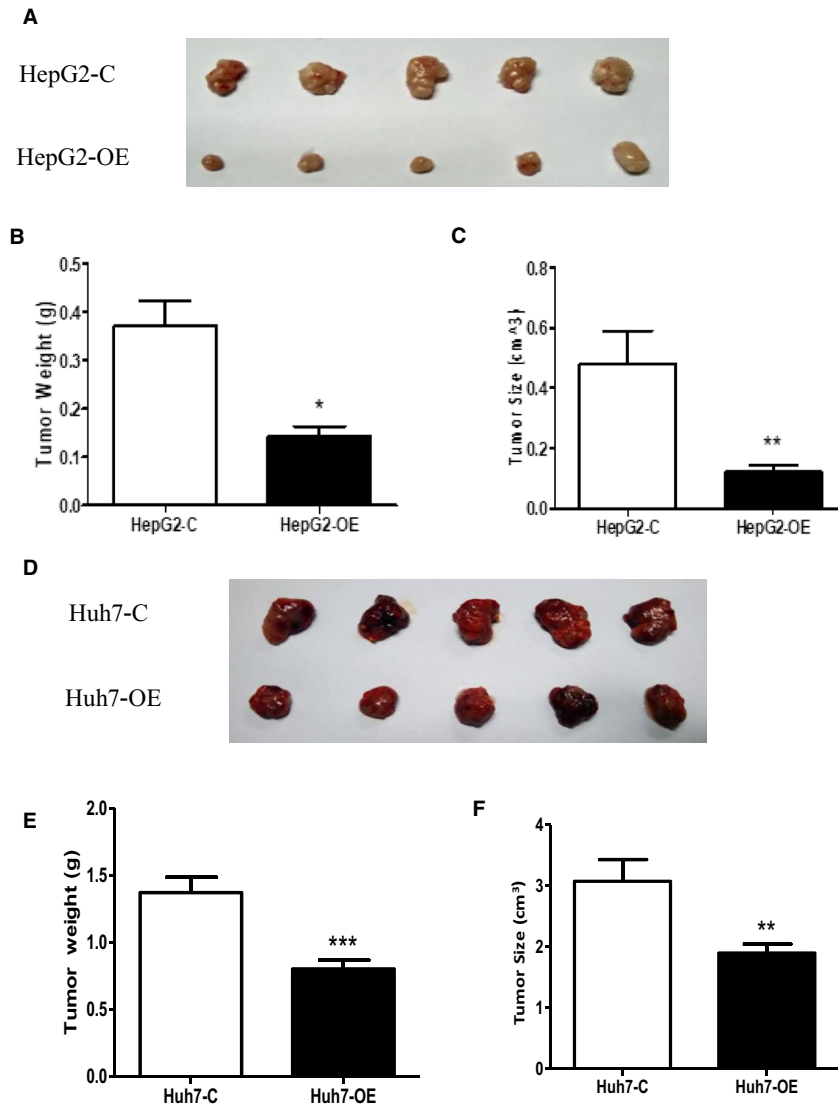 A
HepG2-C
HepG2-OE
B
Tumor Weight (g)
0.5
0.4
0.3
0.2
0.1
0.0
*
HepG2-C
HepG2-OE
C
Tumor Size (cm^3)
0.8
0.6
0.4
0.2
0.0
**
HepG2-C
HepG2-OE
D
Huh7-C
Huh7-OE
E
Tumor weight (g)
2.0
1.5
1.0
0.5
0.0
***
Huh7-C
Huh7-OE
F
Tumor Size (cm³)
4
3
2
1
0
**
Huh7-C
Huh7-OE